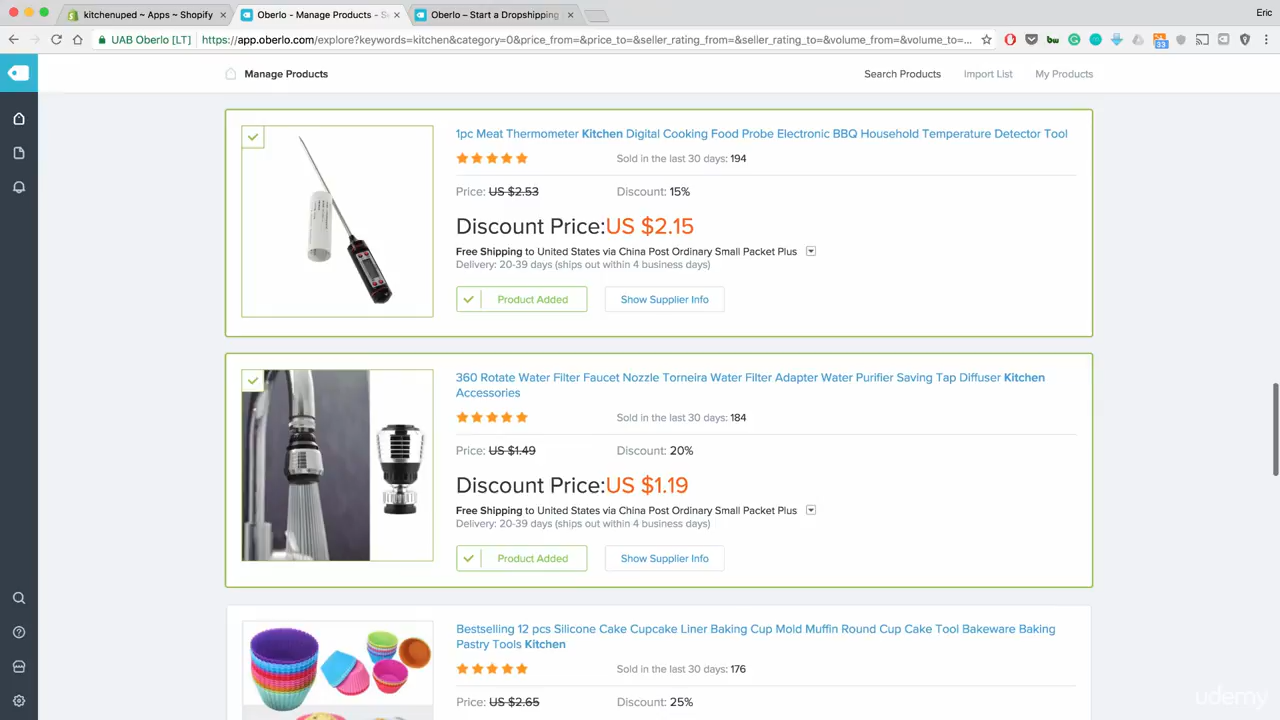 kitchenuped ~ Apps ~ Shopify
Oberlo - Manage Products - S
Oberlo – Start a Dropshipping
Eric
UAB Oberlo [LT]
https://app.oberlo.com/explore?keywords=kitchen&category=0&price_from=&price_to=&seller_rating_from=&seller_rating_to=&volume_from=&volume_to=...
33
Manage Products
Search Products
Import List
My Products
1pc Meat Thermometer Kitchen Digital Cooking Food Probe Electronic BBQ Household Temperature Detector Tool
Sold in the last 30 days: 194
Price: US $2.53
Discount: 15%
Discount Price:US $2.15
Free Shipping to United States via China Post Ordinary Small Packet Plus
Delivery: 20-39 days (ships out within 4 business days)
Product Added
Show Supplier Info
360 Rotate Water Filter Faucet Nozzle Torneira Water Filter Adapter Water Purifier Saving Tap Diffuser Kitchen
Accessories
Sold in the last 30 days: 184
Price: US $1.49
Discount: 20%
Discount Price:US $1.19
Free Shipping to United States via China Post Ordinary Small Packet Plus
Delivery: 20-39 days (ships out within 4 business days)
Product Added
Show Supplier Info
Bestselling 12 pcs Silicone Cake Cupcake Liner Baking Cup Mold Muffin Round Cup Cake Tool Bakeware Baking
Pastry Tools Kitchen
Sold in the last 30 days: 176
Price: US $2.65
Discount: 25%
udemy